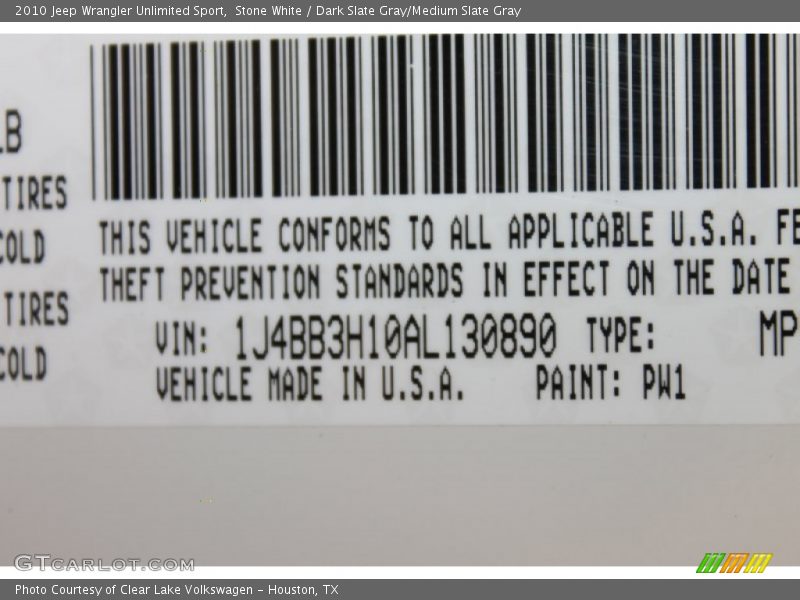 2010 Jeep Wrangler Unlimited Sport, Stone White / Dark Slate Gray/Medium Slate Gray
LB
TIRES
COLD
TIRES
COLD
THIS VEHICLE CONFORMS TO ALL APPLICABLE U.S.A. FE
THEFT PREVENTION STANDARDS IN EFFECT ON THE DATE
VIN: 1J4BB3H10AL130890 TYPE: MP
VEHICLE MADE IN U.S.A. PAINT: PW1
GTCARLOT.COM
Photo Courtesy of Clear Lake Volkswagen - Houston, TX